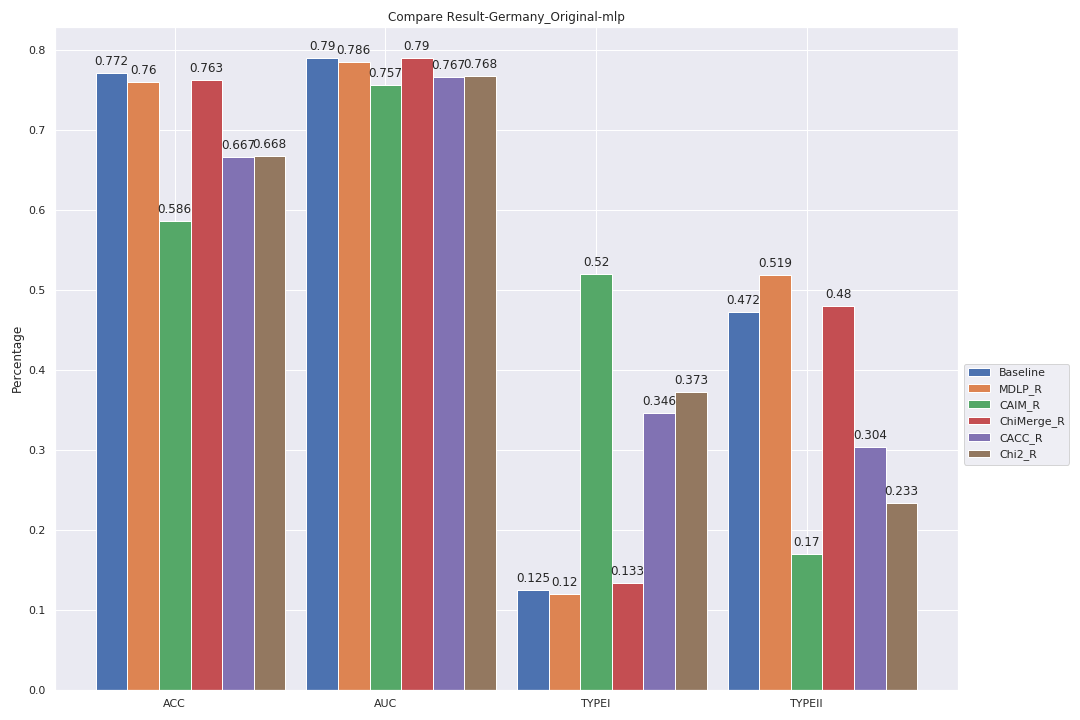 Compare Result-Germany_Original-mlp
Percentage
0.8
0.7
0.6
0.5
0.4
0.3
0.2
0.1
0.0
0.772
0.76
0.586
0.763
0.667
0.668
0.79
0.786
0.757
0.79
0.767
0.768
0.125
0.12
0.52
0.133
0.346
0.373
0.472
0.519
0.17
0.48
0.304
0.233
ACC
AUC
TYPEI
TYPEII
Baseline
MDLP_R
CAIM_R
ChiMerge_R
CACC_R
Chi2_R